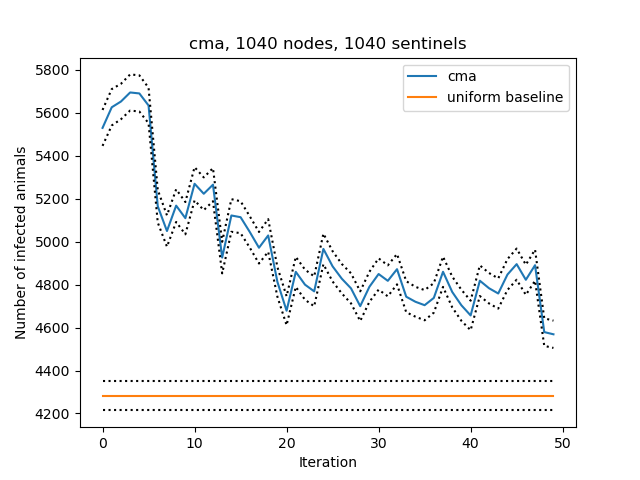 cma, 1040 nodes, 1040 sentinels
cma
uniform baseline
Number of infected animals
5800
5600
5400
5200
5000
4800
4600
4400
4200
0 10 20 30 40 50
Iteration